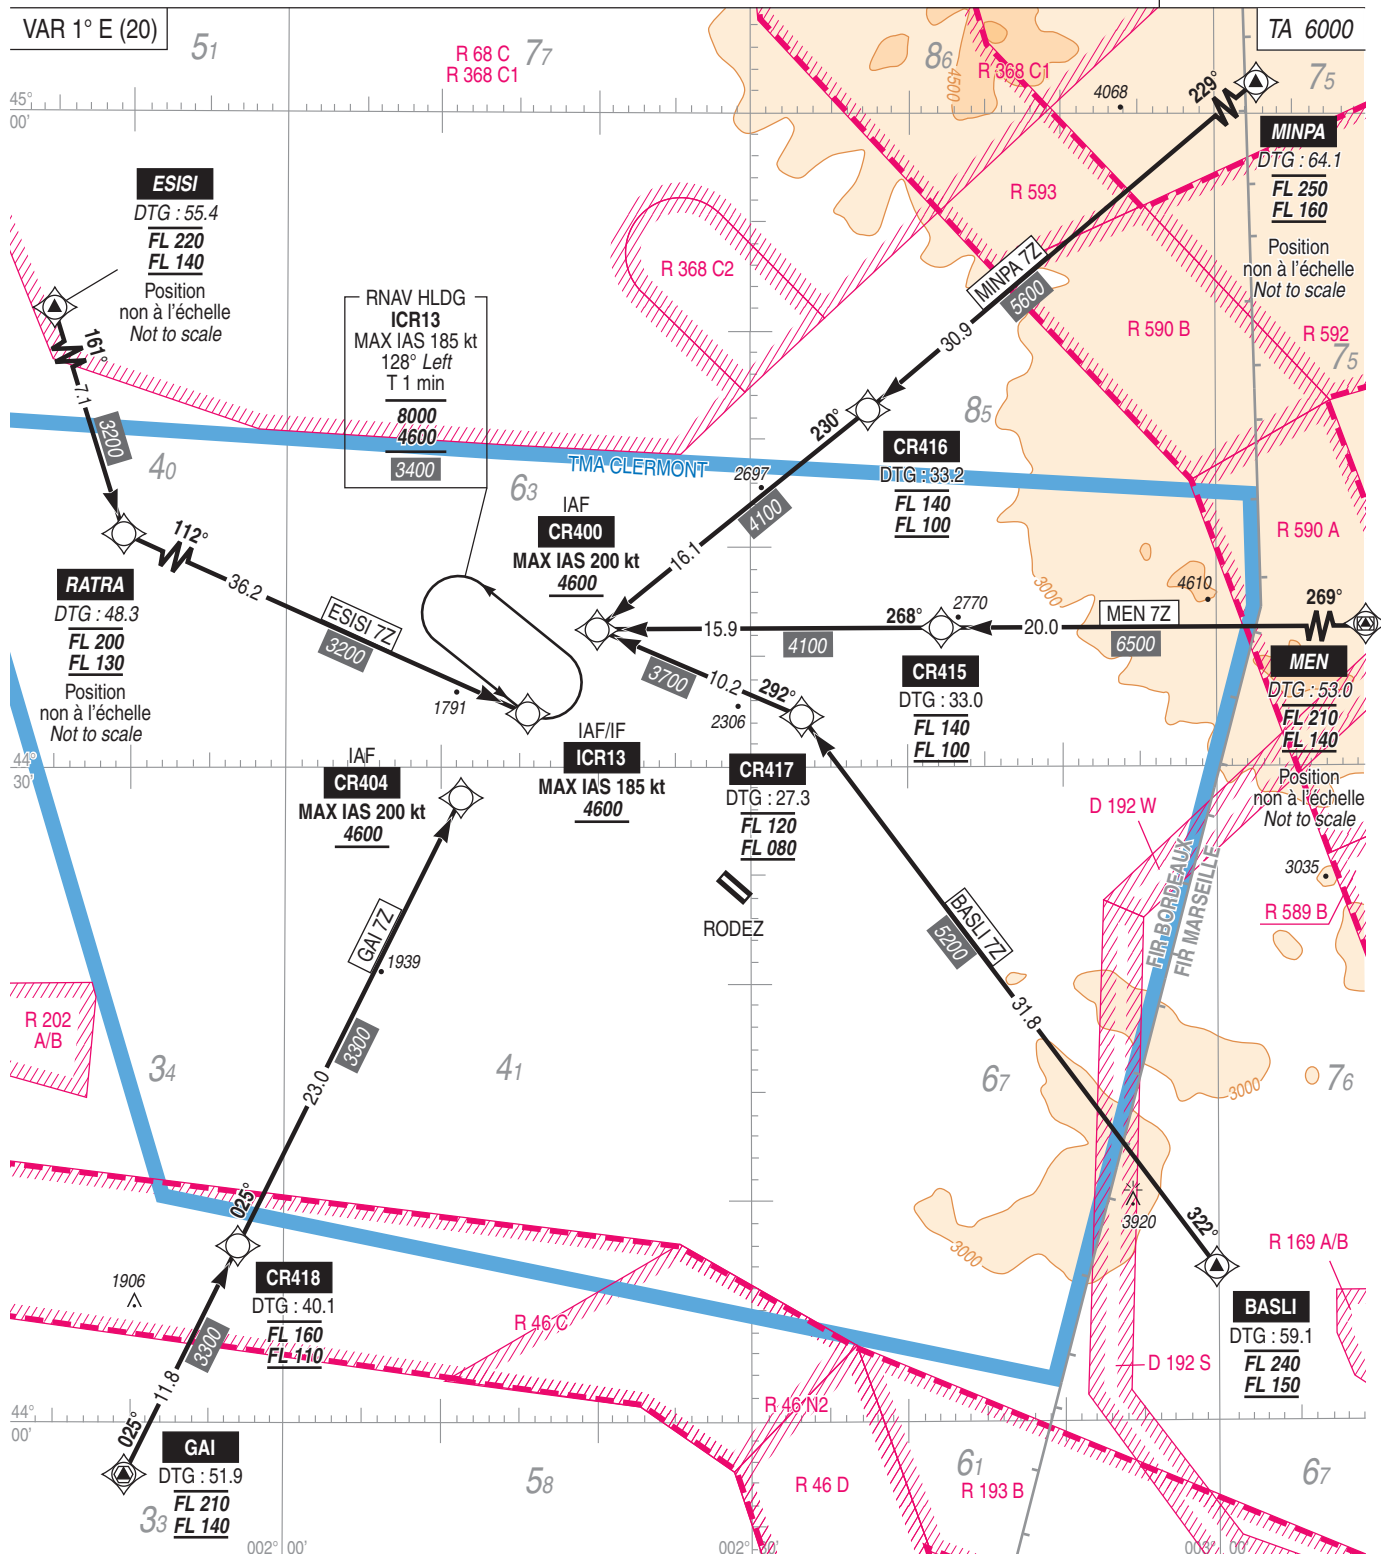 VAR 1° E (20)
TA 6000
51
77
86
75
R 68 C
R 368 C1
R 368 C1
4500
4068
229°
45°
00'
MINPA
DTG : 64.1
FL 250
FL 160
Position
non à l'échelle
Not to scale
ESISI
DTG : 55.4
FL 220
FL 140
Position
non à l'échelle
Not to scale
R 593
R 368 C2
MINPA 7Z
5600
30.9
R 590 B
R 592
75
RNAV HLDG
ICR13
MAX IAS 185 kt
128° Left
T 1 min
8000
4600
3400
161°
7.1
3200
40
63
85
TMA CLERMONT
230°
CR416
DTG : 33.2
FL 140
FL 100
2697
4100
16.1
IAF
CR400
MAX IAS 200 kt
4600
R 590 A
3000
4610
112°
36.2
RATRA
DTG : 48.3
FL 200
FL 130
Position
non à l'échelle
Not to scale
ESISI 7Z
3200
1791
15.9
4100
268°
2770
20.0
MEN 7Z
6500
269°
MEN
DTG : 53.0
FL 210
FL 140
Position
non à l'échelle
Not to scale
CR415
DTG : 33.0
FL 140
FL 100
3700
10.2
292°
2306
IAF/IF
ICR13
MAX IAS 185 kt
4600
IAF
CR404
MAX IAS 200 kt
4600
CR417
DTG : 27.3
FL 120
FL 080
44°
30'
RODEZ
D 192 W
FIR BORDEAUX
FIR MARSEILLE
3035
R 589 B
GAI 7Z
1939
3300
23.0
BASLI 7Z
5200
31.8
R 202
A/B
34
41
67
76
3000
3000
3920
322°
R 169 A/B
025°
1906
CR418
DTG : 40.1
FL 160
FL 110
3300
11.8
025°
R 46 C
BASLI
DTG : 59.1
FL 240
FL 150
D 192 S
R 46 N2
44°
00'
GAI
DTG : 51.9
FL 210
FL 140
33
58
R 46 D
61
R 193 B
67
002° 00'
002° 30'
003° 00'